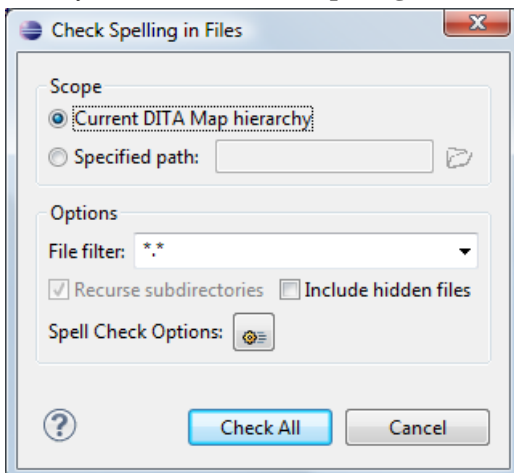 Check Spelling in Files
Scope
Current DITA Map hierarchy
Specified path:
Options
File filter: *.*
Recurse subdirectories Include hidden files
Spell Check Options:
Check All Cancel